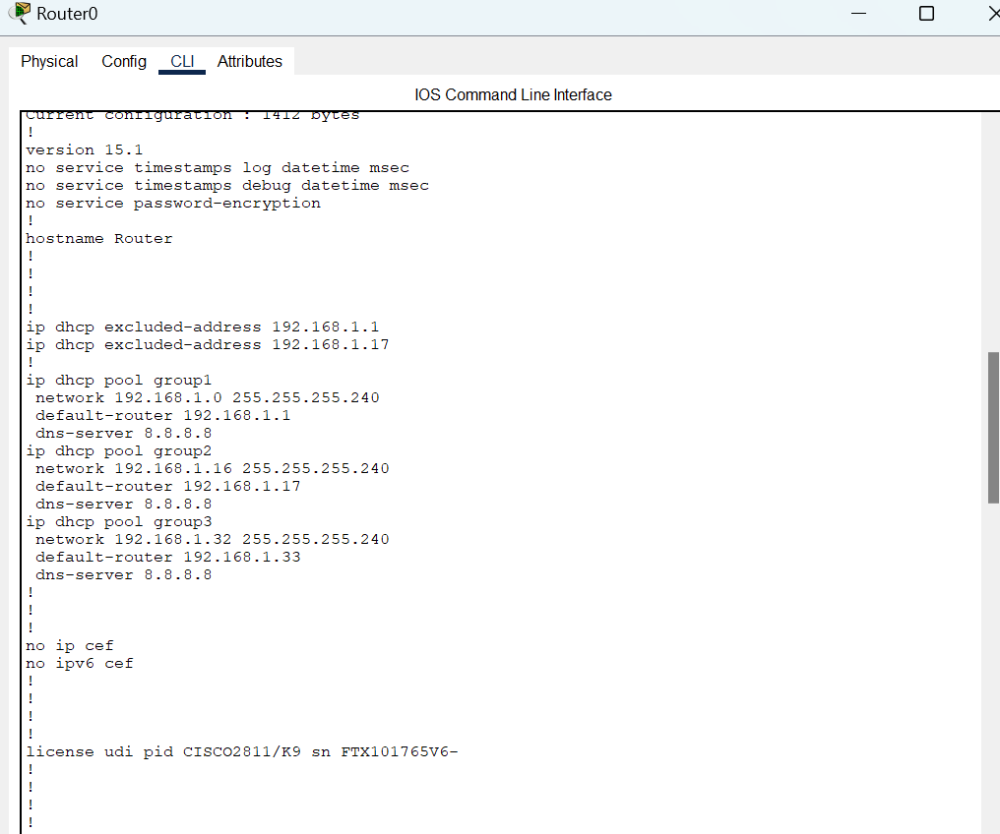 Router0
Physical Config CLI Attributes
IOS Command Line Interface
Current configuration : 1412 bytes
!
version 15.1
no service timestamps log datetime msec
no service timestamps debug datetime msec
no service password-encryption
!
hostname Router
!
!
!
!
ip dhcp excluded-address 192.168.1.1
ip dhcp excluded-address 192.168.1.17
!
ip dhcp pool group1
 network 192.168.1.0 255.255.255.240
 default-router 192.168.1.1
 dns-server 8.8.8.8
ip dhcp pool group2
 network 192.168.1.16 255.255.255.240
 default-router 192.168.1.17
 dns-server 8.8.8.8
ip dhcp pool group3
 network 192.168.1.32 255.255.255.240
 default-router 192.168.1.33
 dns-server 8.8.8.8
!
!
!
no ip cef
no ipv6 cef
!
!
!
!
license udi pid CISCO2811/K9 sn FTX101765V6-
!
!
!
!